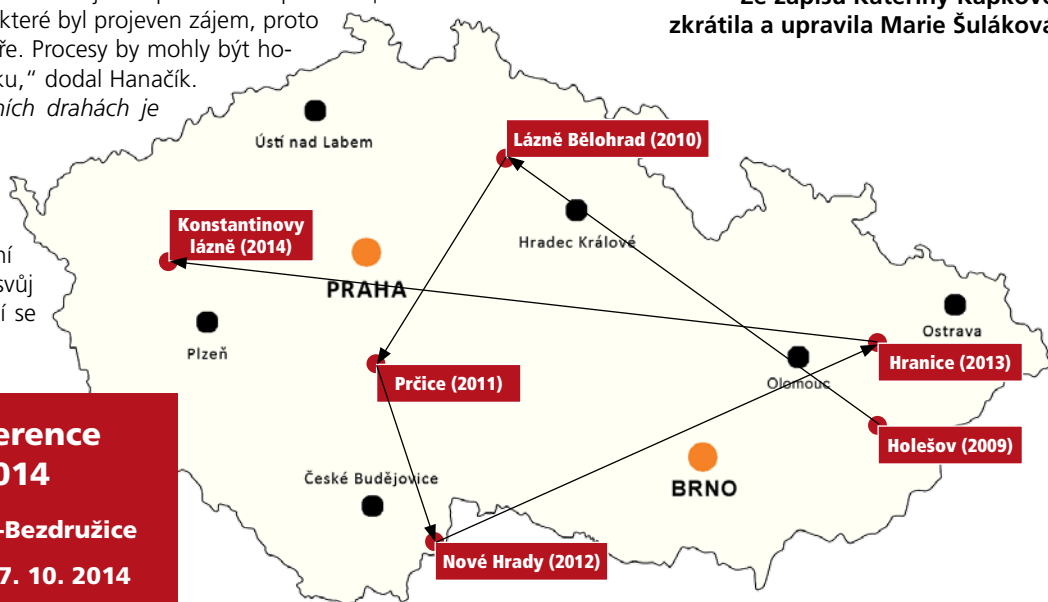 které byl projeven zájem, proto
ře. Procesy by mohly být ho-
ku,“ dodal Hanačík.
ních drahách je
ní
svůj
í se
zkrátila a upravila Marie Šuláková
Ústí nad Labem
Lázně Bělohrad (2010)
Konstantinovy
lázně (2014)
Hradec Králové
PRAHA
Plzeň
Ostrava
Hranice (2013)
Olomouc
Prčice (2011)
Holešov (2009)
České Budějovice
BRNO
Nové Hrady (2012)
erence
014
-Bezdružice
7. 10. 2014